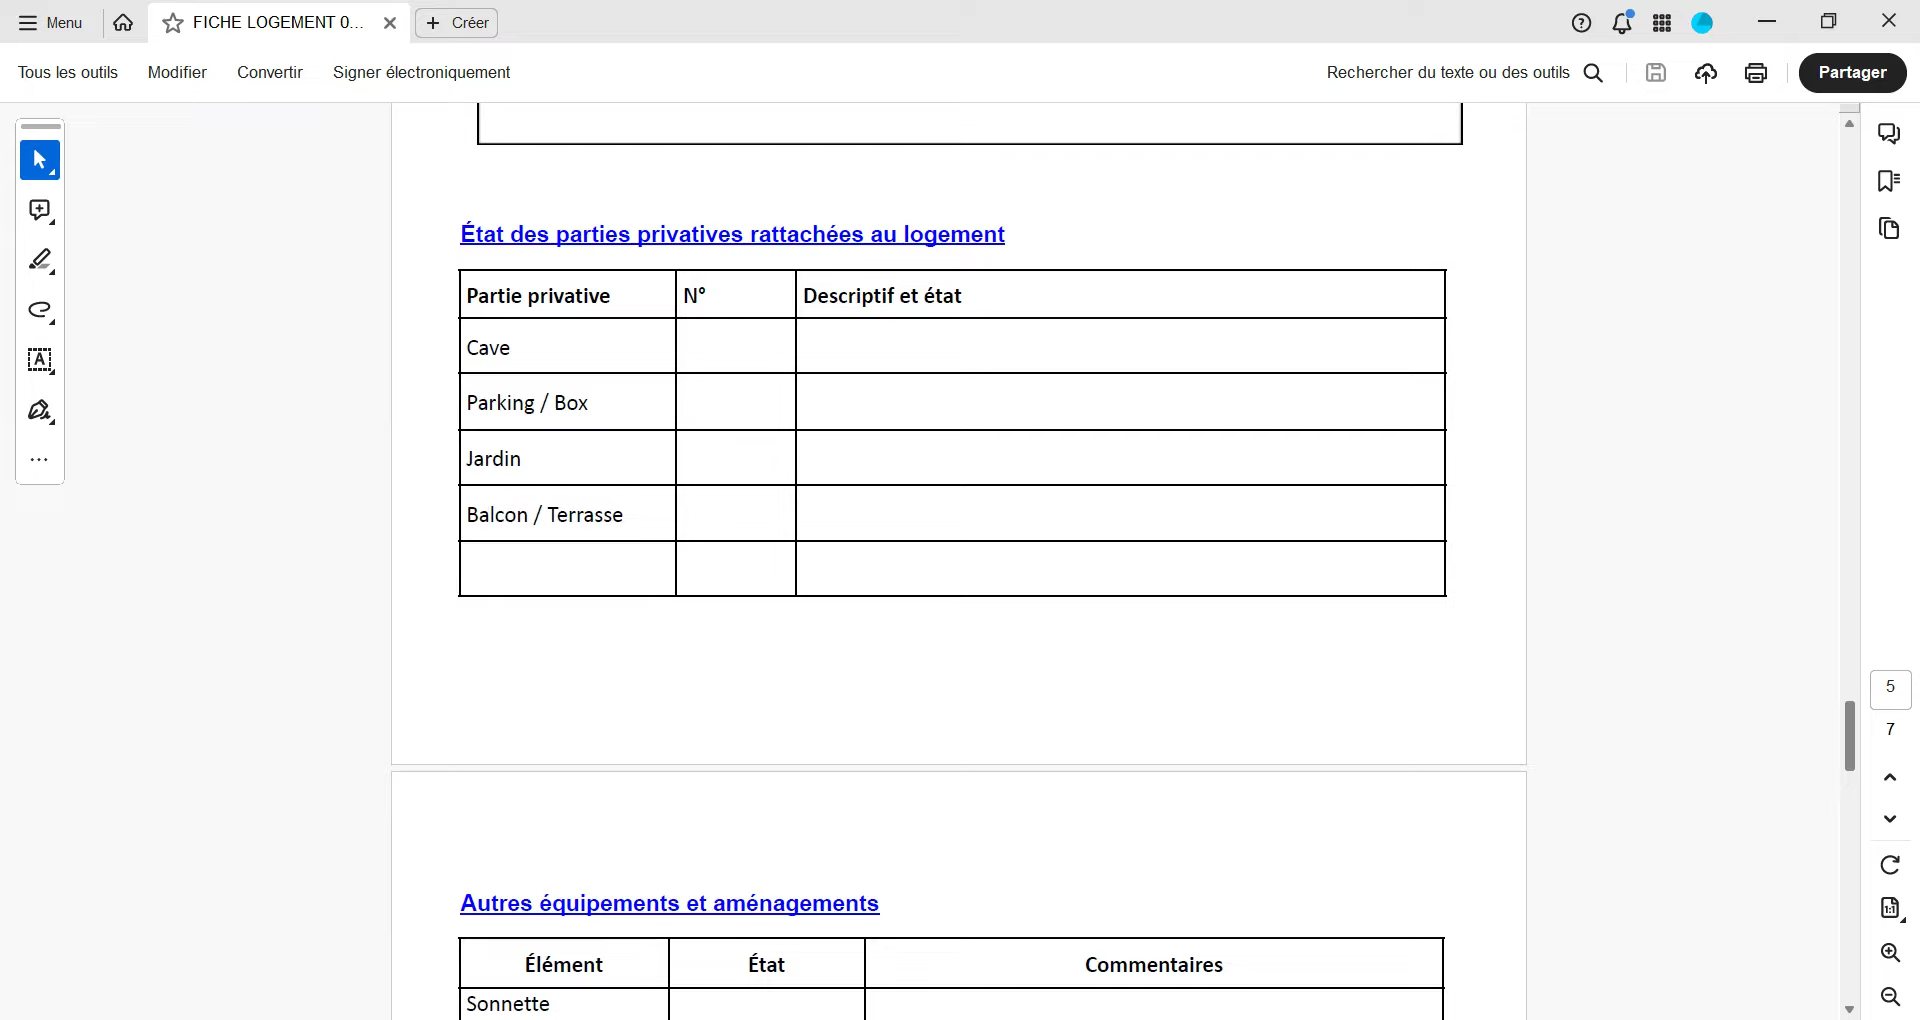 Menu
FICHE LOGEMENT 0...
Créer
Tous les outils
Modifier
Convertir
Signer électroniquement
Rechercher du texte ou des outils
Partager
État des parties privatives rattachées au logement
Partie privative N° Descriptif et état
Cave
Parking / Box
Jardin
Balcon / Terrasse
5
7
Autres équipements et aménagements
Élément État Commentaires
Sonnette